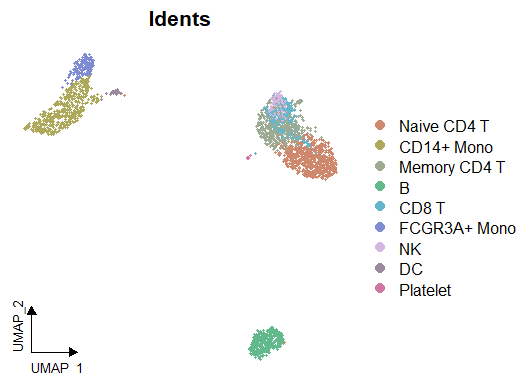 Idents
Naive CD4 T
CD14+ Mono
Memory CD4 T
B
CD8 T
FCGR3A+ Mono
NK
DC
Platelet
UMAP_2
UMAP_1